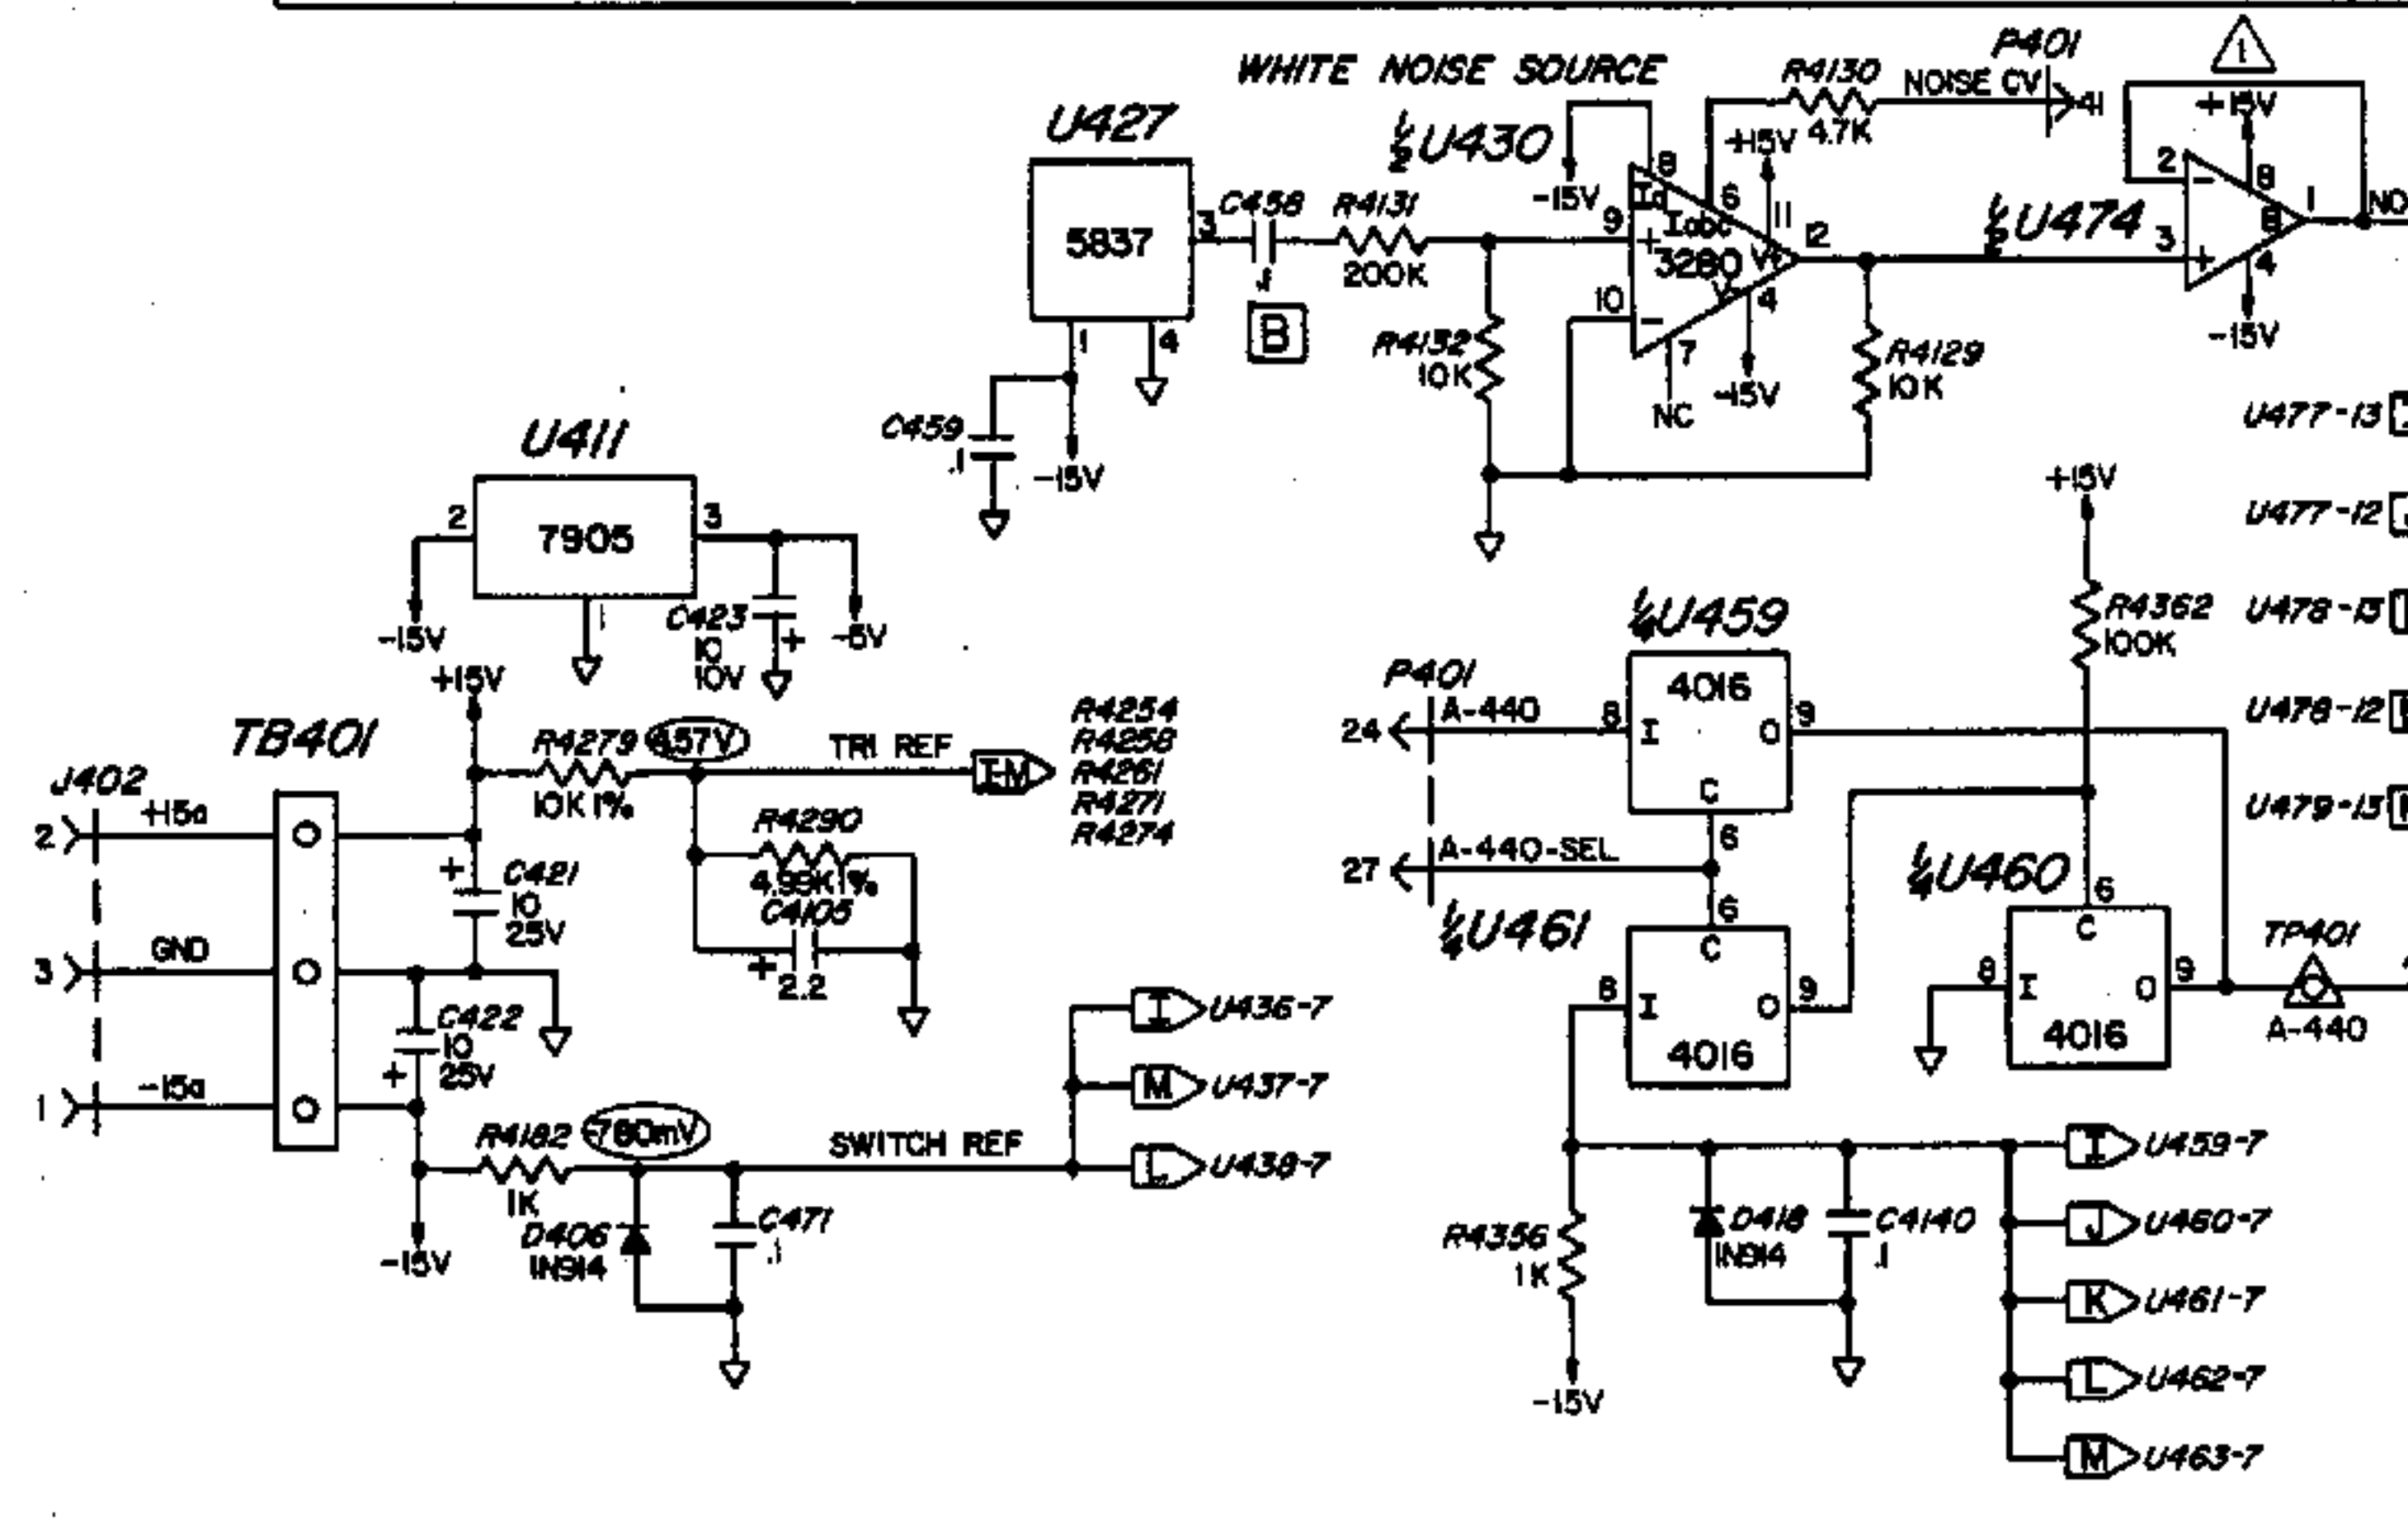 WHITE NOISE SOURCE
P401
1
U427
5837
3
1
4
C458
.1
B
R4131
200K
R4132
10K
C459
.1
-15V
½U430
-15V
8
6
9
10
+
-
Iabc
3280
V+
11
12
4
7
NC
-15V
+15V
R4130
4.7K
NOISE CV
41
R4129
10K
½U474
+15V
2
3
-
+
8
1
4
-15V
NO
U477-13
U477-12
U478-13
U478-12
U479-13
U411
7905
2
3
1
-15V
C423
10
10V
+
-5V
TB401
J402
2
+15a
3
GND
1
-15a
+15V
R4279
10K 1%
TRI REF
I-M
R4254
R4258
R4261
R4271
R4274
R4290
4.99K 1%
C4105
+
2.2
+
C421
10
25V
C422
10
25V
+
R4182
1K
-780mV
SWITCH REF
-15V
D406
1N914
C471
.1
I
U436-7
M
U437-7
L
U438-7
P401
24
A-440
27
A-440-SEL
¼U459
4016
8
I
O
9
C
6
¼U461
6
C
8
I
O
9
4016
+15V
R4362
100K
¼U460
6
C
8
I
O
9
4016
TP401
A-440
R4356
1K
-15V
D418
1N914
C4140
.1
I
U459-7
J
U460-7
K
U461-7
L
U462-7
M
U463-7